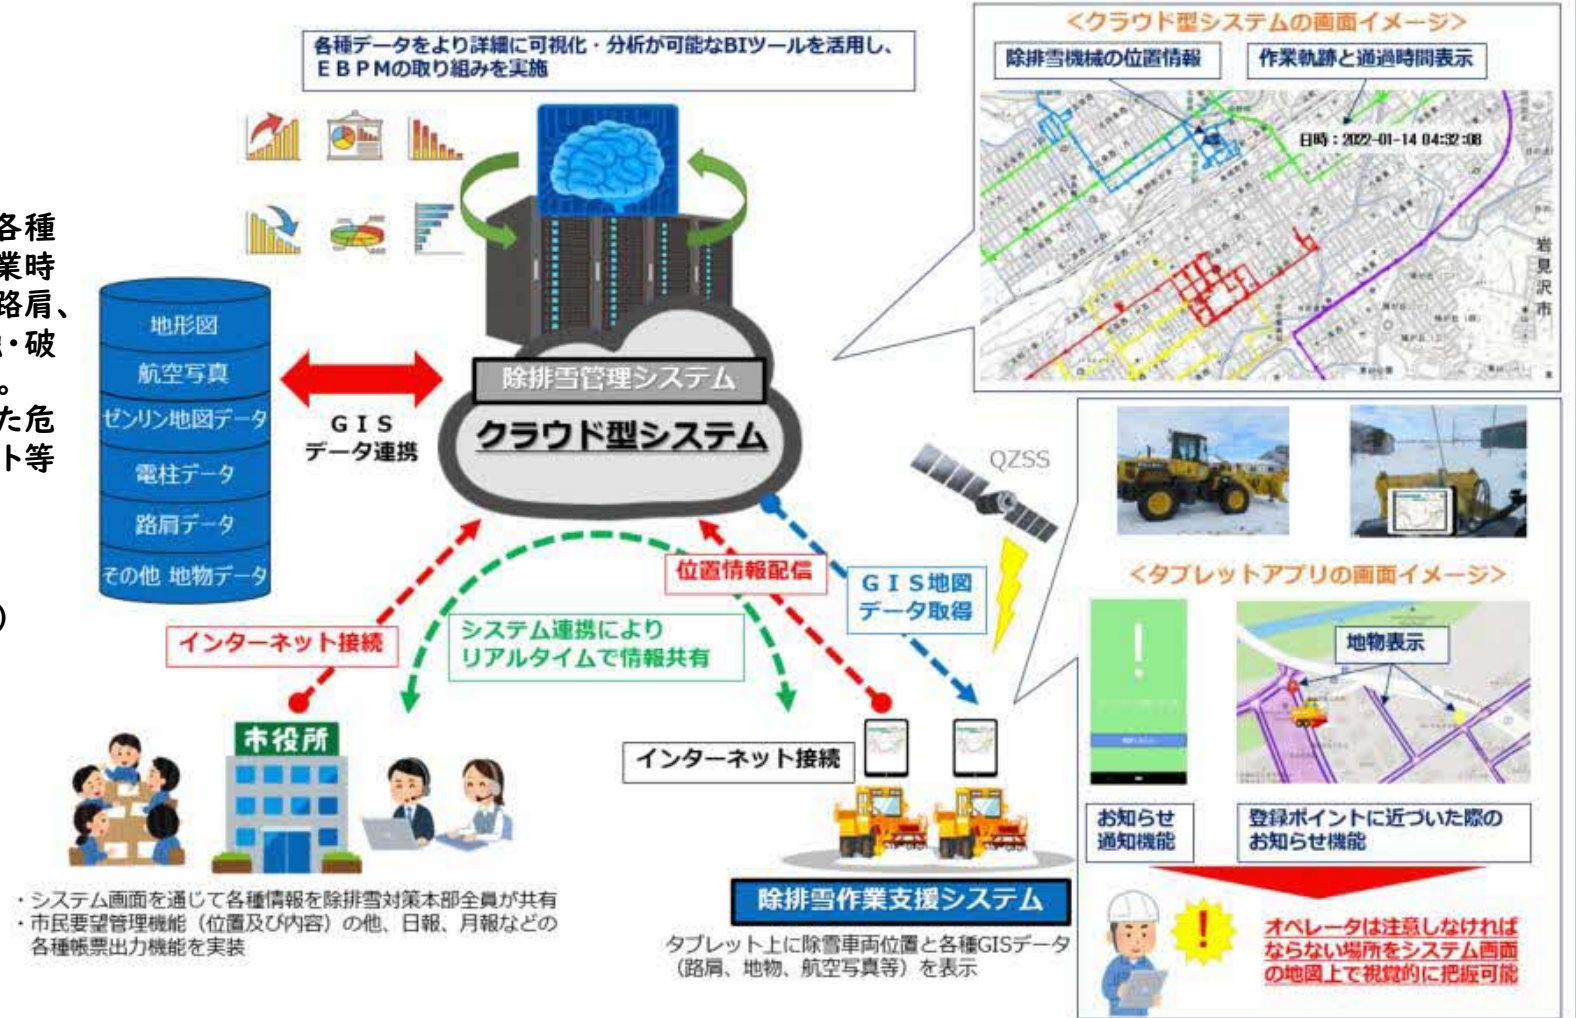 各種データをより詳細に可視化・分析が可能なBIツールを活用し、
EBPMの取り組みを実施
<クラウド型システムの画面イメージ>
除排雪機械の位置情報
作業軌跡と通過時間表示
日時:2022-01-14 04:32:08
岩見沢市
各種
業時
路肩、
・破
。
た危
ト等
)
地形図
航空写真
ゼンリン地図データ
電柱データ
路肩データ
その他 地物データ
GIS
データ連携
除排雪管理システム
クラウド型システム
QZSS
位置情報配信
GIS地図
データ取得
インターネット接続
システム連携により
リアルタイムで情報共有
市役所
インターネット接続
・システム画面を通じて各種情報を除排雪対策本部全員が共有
・市民要望管理機能(位置及び内容)の他、日報、月報などの
各種帳票出力機能を実装
除排雪作業支援システム
タブレット上に除雪車両位置と各種GISデータ
(路肩、地物、航空写真等)を表示
<タブレットアプリの画面イメージ>
!
地物表示
お知らせ
通知機能
登録ポイントに近づいた際の
お知らせ機能
!
オペレータは注意しなければ
ならない場所をシステム画面
の地図上で視覚的に把握可能